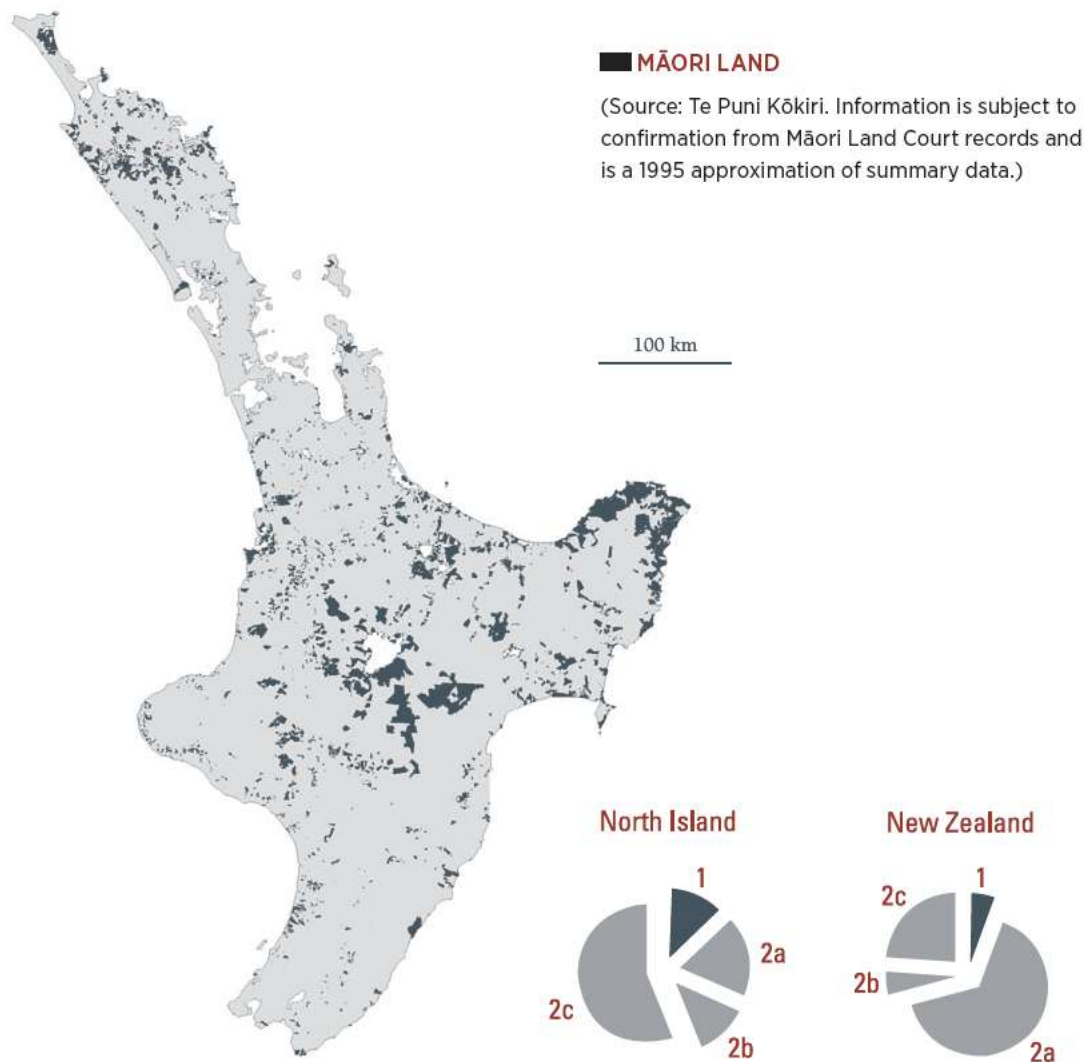 MĀORI LAND
(Source: Te Puni Kōkiri. Information is subject to
confirmation from Māori Land Court records and
is a 1995 approximation of summary data.)
100 km
North Island
1
2a
2b
2c
New Zealand
1
2a
2b
2c